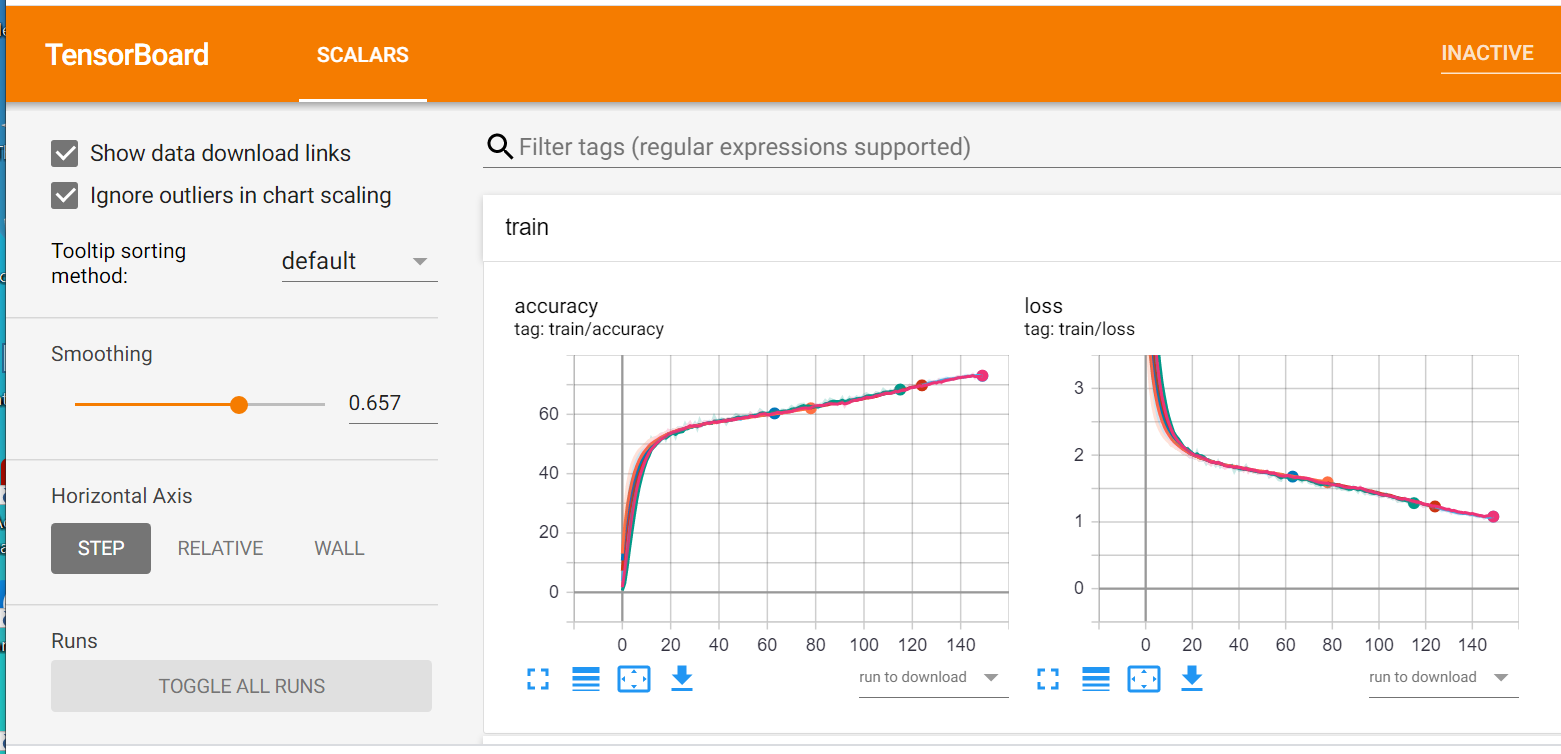 TensorBoard
SCALARS
INACTIVE
Show data download links
Ignore outliers in chart scaling
Tooltip sorting
method:
default
Smoothing
0.657
Horizontal Axis
STEP RELATIVE WALL
Runs
TOGGLE ALL RUNS
Filter tags (regular expressions supported)
train
accuracy
tag: train/accuracy
60
40
20
0
0 20 40 60 80 100 120 140
run to download
loss
tag: train/loss
3
2
1
0
0 20 40 60 80 100 120 140
run to download